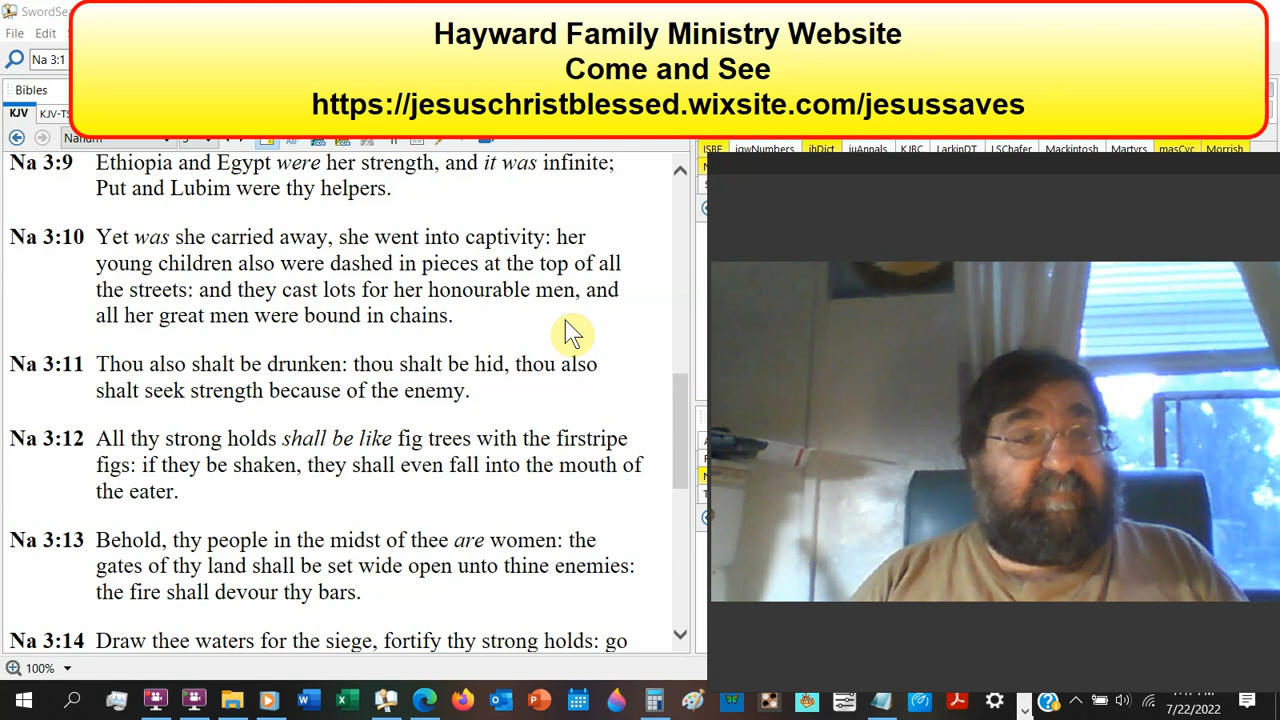 Hayward Family Ministry Website
Come and See
https://jesuschristblessed.wixsite.com/jesussaves
SwordSe
File Edit
Na 3:1
Bibles
KJV KJV-TS
ISBE jgwNumbers ibDict juAnnals KJBC LarkinDT LSChafer Mackintosh Martyrs masCyc Morrish
Na 3:9 Ethiopia and Egypt were her strength, and it was infinite;
Put and Lubim were thy helpers.
Na 3:10 Yet was she carried away, she went into captivity: her
young children also were dashed in pieces at the top of all
the streets: and they cast lots for her honourable men, and
all her great men were bound in chains.
Na 3:11 Thou also shalt be drunken: thou shalt be hid, thou also
shalt seek strength because of the enemy.
Na 3:12 All thy strong holds shall be like fig trees with the firstripe
figs: if they be shaken, they shall even fall into the mouth of
the eater.
Na 3:13 Behold, thy people in the midst of thee are women: the
gates of thy land shall be set wide open unto thine enemies:
the fire shall devour thy bars.
Na 3:14 Draw thee waters for the siege, fortify thy strong holds: go
100%
7/22/2022